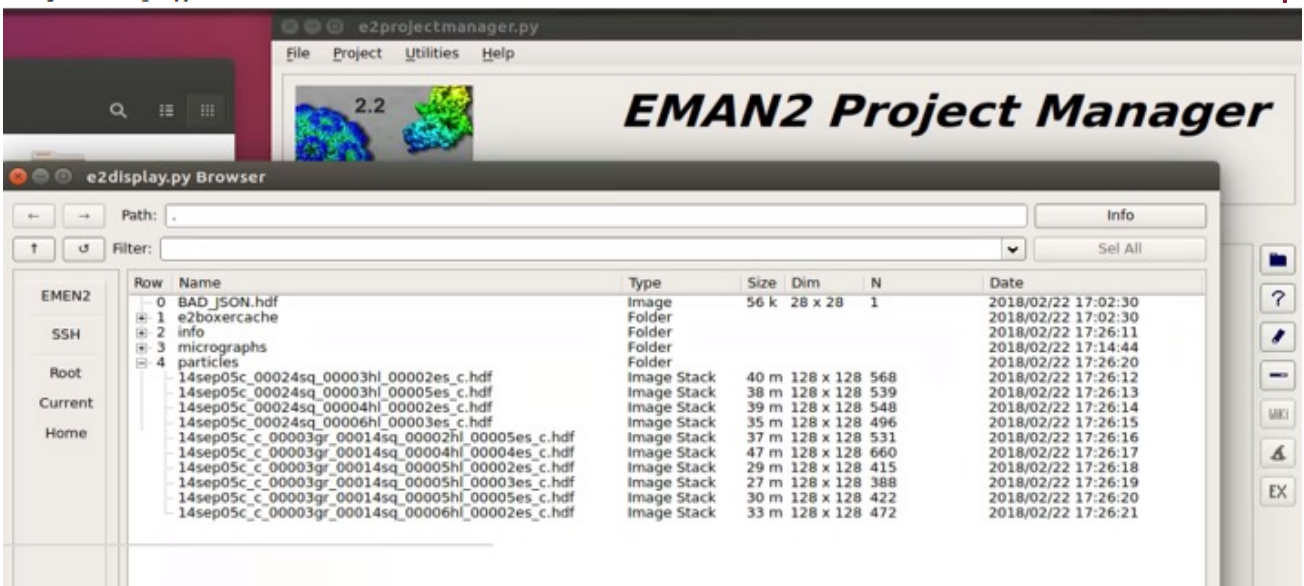 e2projectmanager.py
File Project Utilities Help
2.2
EMAN2 Project Manager
e2display.py Browser
Path: .
Info
Filter:
Sel All
EMEN2
SSH
Root
Current
Home
Row Name Type Size Dim N Date
0 BAD_JSON.hdf Image 56 k 28 x 28 1 2018/02/22 17:02:30
1 e2boxercache Folder 2018/02/22 17:02:30
2 info Folder 2018/02/22 17:26:11
3 micrographs Folder 2018/02/22 17:14:44
4 particles Folder 2018/02/22 17:26:20
14sep05c_00024sq_00003hl_00002es_c.hdf Image Stack 40 m 128 x 128 568 2018/02/22 17:26:12
14sep05c_00024sq_00003hl_00005es_c.hdf Image Stack 38 m 128 x 128 539 2018/02/22 17:26:13
14sep05c_00024sq_00004hl_00002es_c.hdf Image Stack 39 m 128 x 128 548 2018/02/22 17:26:14
14sep05c_00024sq_00006hl_00003es_c.hdf Image Stack 35 m 128 x 128 496 2018/02/22 17:26:15
14sep05c_c_00003gr_00014sq_00002hl_00005es_c.hdf Image Stack 37 m 128 x 128 531 2018/02/22 17:26:16
14sep05c_c_00003gr_00014sq_00004hl_00004es_c.hdf Image Stack 47 m 128 x 128 660 2018/02/22 17:26:17
14sep05c_c_00003gr_00014sq_00005hl_00002es_c.hdf Image Stack 29 m 128 x 128 415 2018/02/22 17:26:18
14sep05c_c_00003gr_00014sq_00005hl_00003es_c.hdf Image Stack 27 m 128 x 128 388 2018/02/22 17:26:19
14sep05c_c_00003gr_00014sq_00005hl_00005es_c.hdf Image Stack 30 m 128 x 128 422 2018/02/22 17:26:20
14sep05c_c_00003gr_00014sq_00006hl_00002es_c.hdf Image Stack 33 m 128 x 128 472 2018/02/22 17:26:21
?
EX